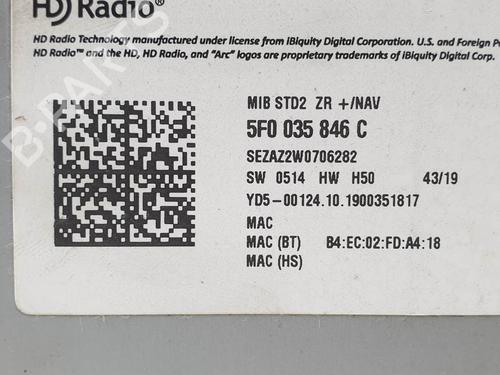 HD Radio®
HD Radio Technology manufactured under license from iBiquity Digital Corporation. U.S. and Foreign
HD Radio™ and the HD, HD Radio, and "Arc" logos are proprietary trademarks of iBiquity Digital Corp.
MIB STD2 ZR +/NAV
5F0 035 846 C
SEZAZ2W0706282
SW 0514 HW H50 43/19
YD5-00124.10.1900351817
MAC
MAC (BT) B4:EC:02:FD:A4:18
MAC (HS)
B-PARTS